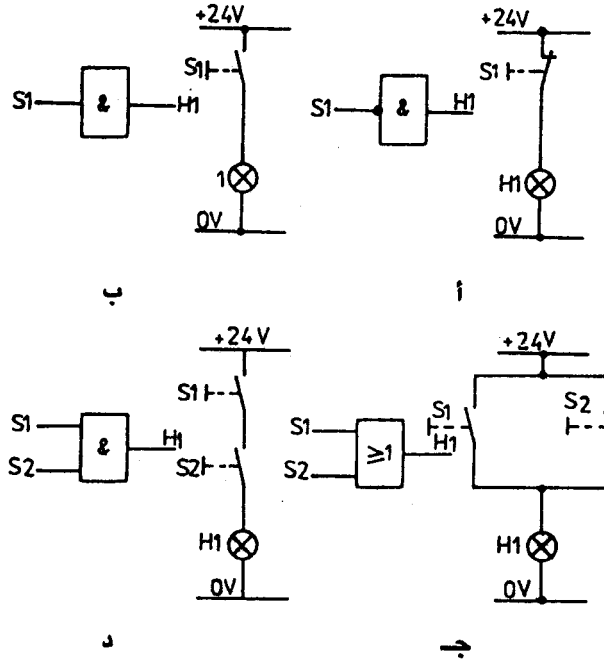 +24V
S1
S1
&
H1
1
0V
ب
+24V
S1
S1
&
H1
H1
0V
أ
+24V
S1
S1
S2
&
H1
S2
H1
0V
د
+24V
S1
S2
S1
S2
≥1
H1
H1
0V
جـ